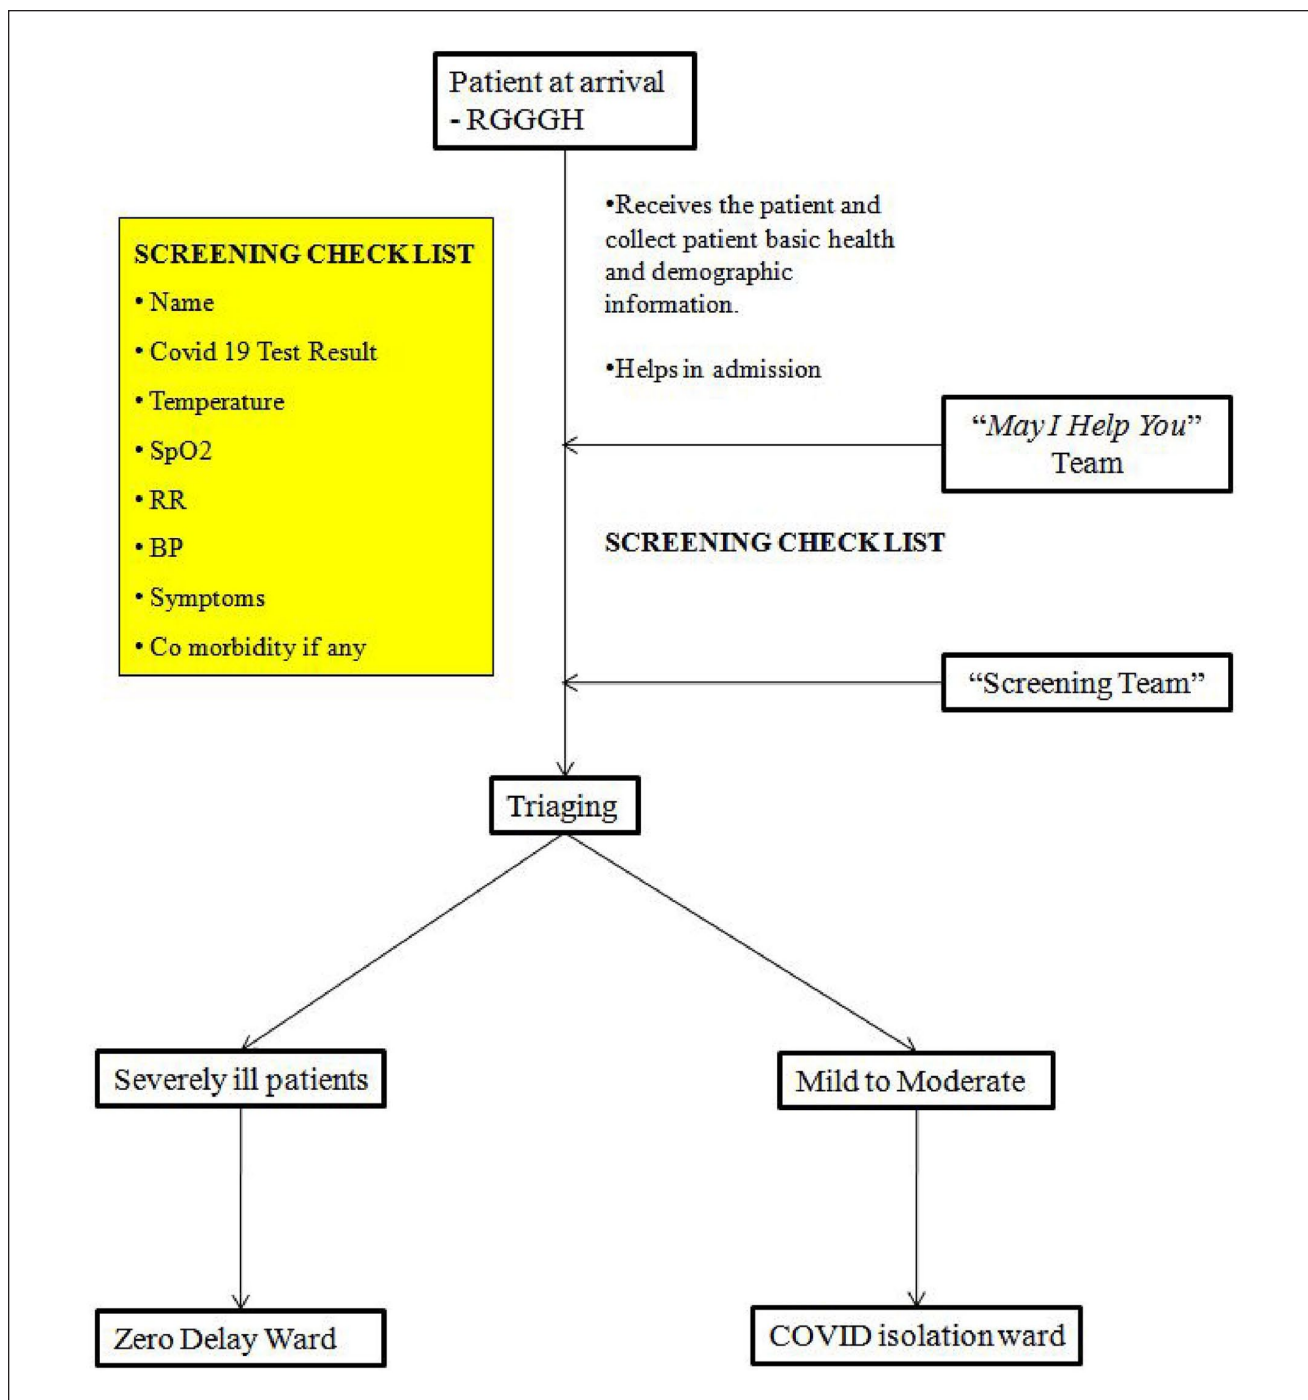 Patient at arrival
- RGGGH
•Receives the patient and
collect patient basic health
and demographic
information.
•Helps in admission
SCREENING CHECK LIST
• Name
• Covid 19 Test Result
• Temperature
• SpO2
• RR
• BP
• Symptoms
• Co morbidity if any
“May I Help You”
Team
SCREENING CHECK LIST
“Screening Team”
Triaging
Severely ill patients
Mild to Moderate
Zero Delay Ward
COVID isolation ward